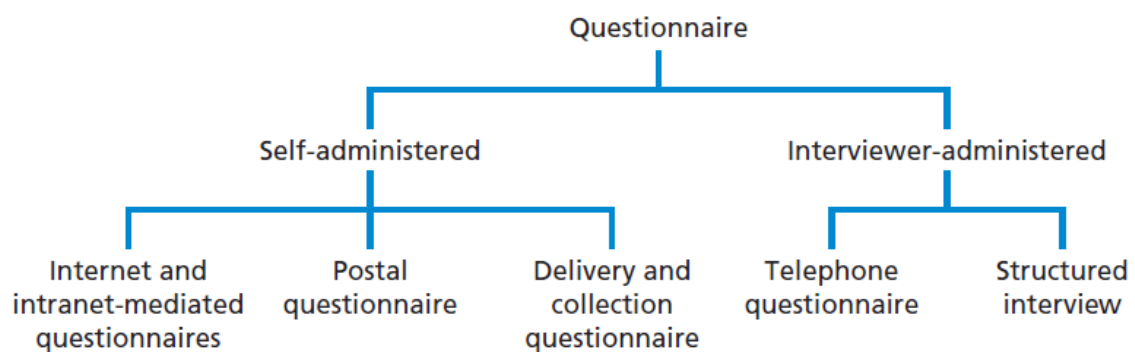 Questionnaire
Self-administered
Interviewer-administered
Internet and
intranet-mediated
questionnaires
Postal
questionnaire
Delivery and
collection
questionnaire
Telephone
questionnaire
Structured
interview